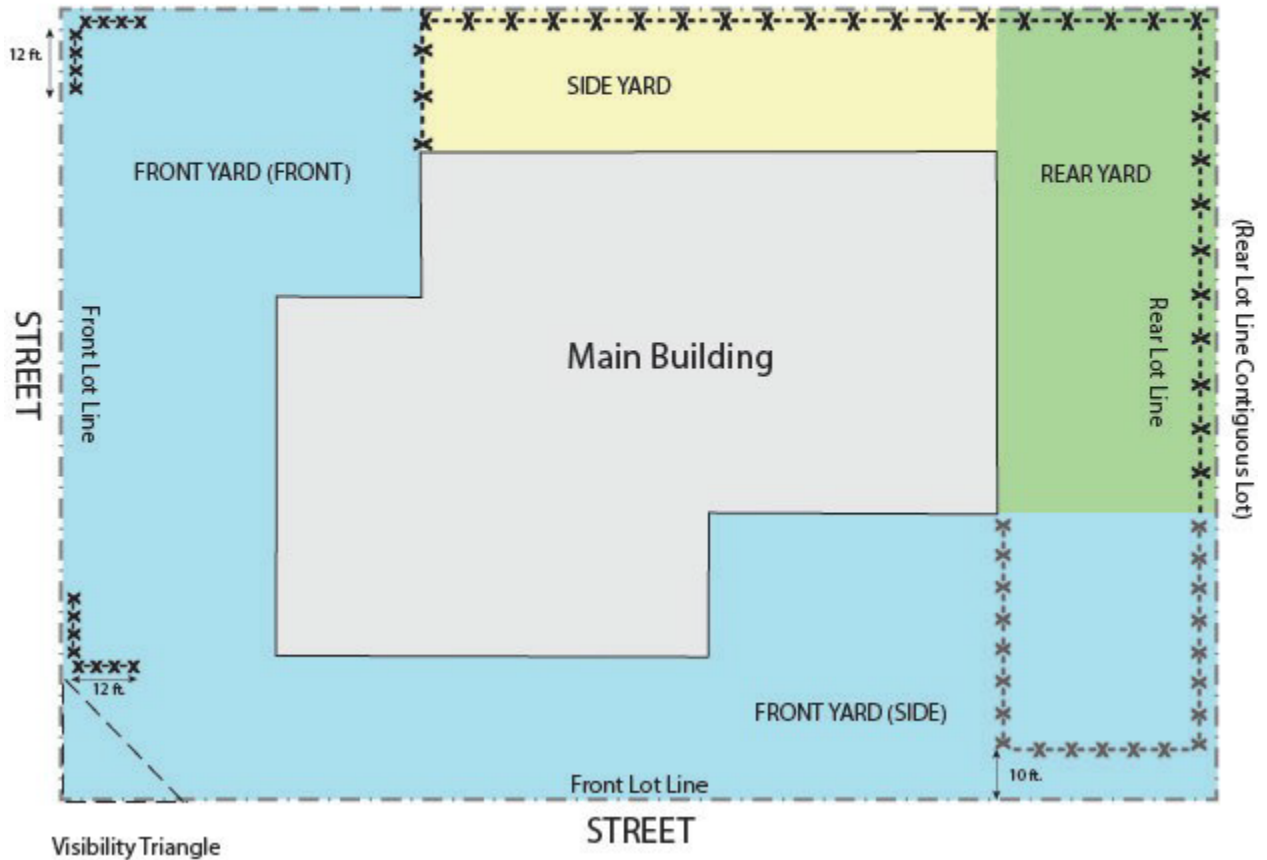 12 ft.
SIDE YARD
FRONT YARD (FRONT)
REAR YARD
STREET
Front Lot Line
Main Building
Rear Lot Line
(Rear Lot Line Contiguous Lot)
12 ft.
FRONT YARD (SIDE)
10 ft.
Front Lot Line
STREET
Visibility Triangle